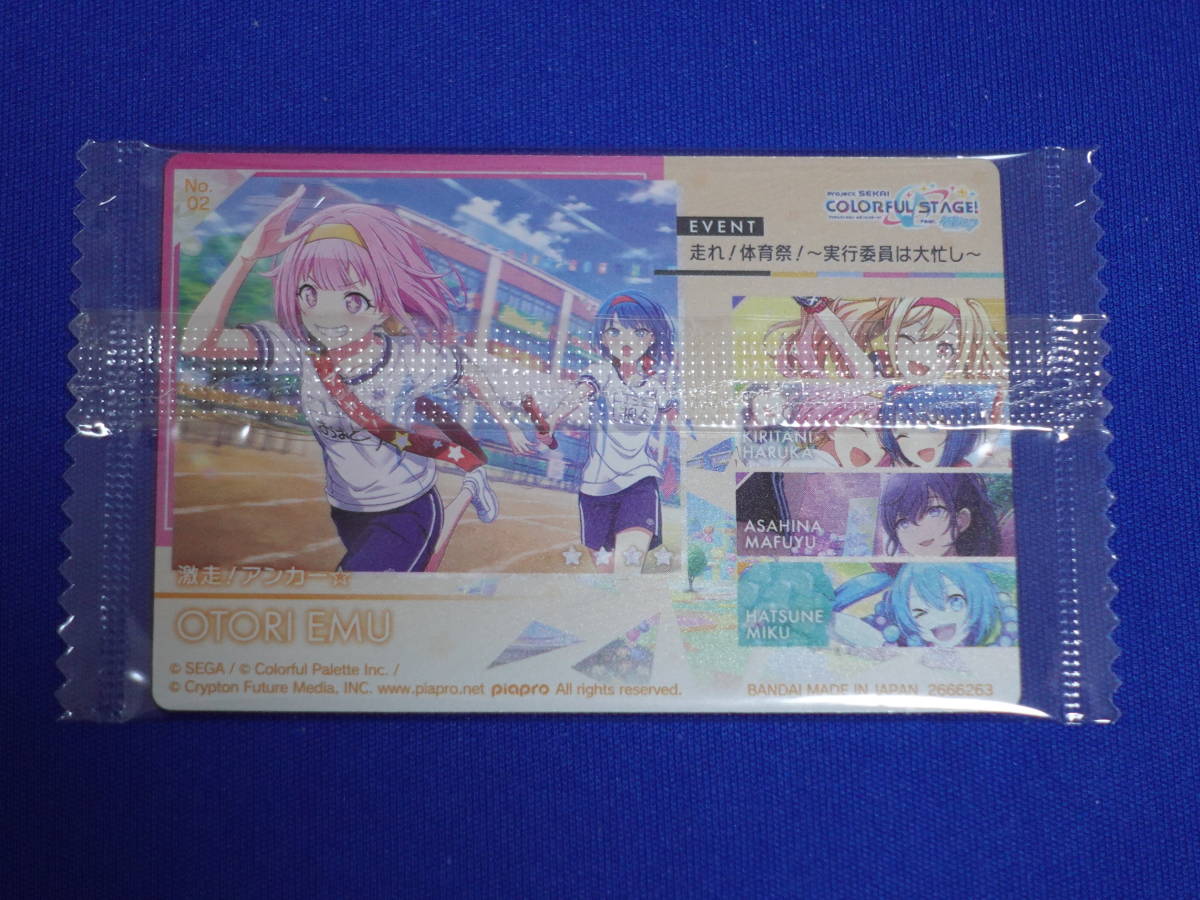 No.
02
PROJECT SEKAI
COLORFUL STAGE!
feat.
EVENT
走れ!体育祭!～実行委員は大忙し～
KIRITANI
HARUKA
ASAHINA
MAFUYU
HATSUNE
MIKU
激走!アンカー☆
OTORI EMU
© SEGA / © Colorful Palette Inc. /
© Crypton Future Media, INC. www.piapro.net piapro All rights reserved.
BANDAI MADE IN JAPAN 2666263